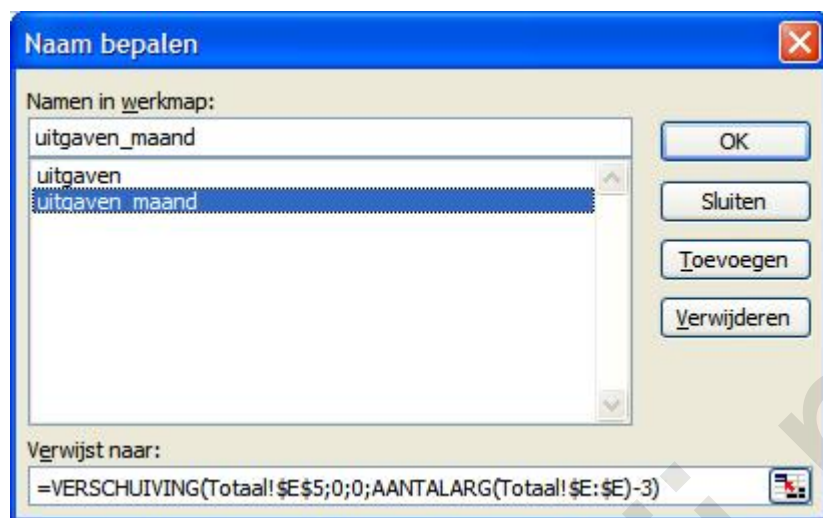 Naam bepalen
Namen in werkmap:
uitgaven_maand
OK
uitgaven
uitgaven_maand
Sluiten
Toevoegen
Verwijderen
Verwijst naar:
=VERSCHUIVING(Totaal!$E$5;0;0;AANTALARG(Totaal!$E:$E)-3)